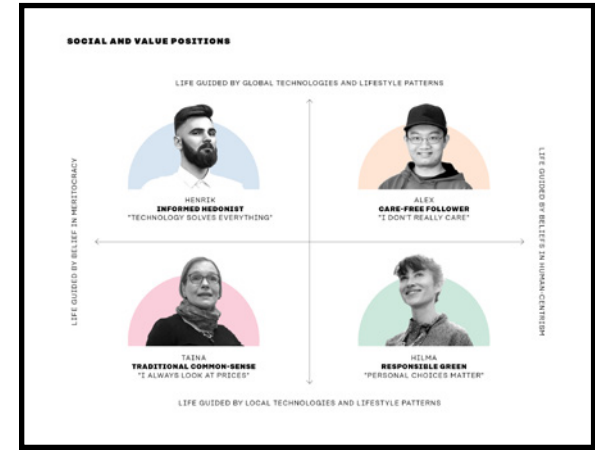 SOCIAL AND VALUE POSITIONS
LIFE GUIDED BY GLOBAL TECHNOLOGIES AND LIFESTYLE PATTERNS
LIFE GUIDED BY BELIEF IN MERITOCRACY
LIFE GUIDED BY BELIEFS IN HUMAN-CENTRISM
HENRIK
INFORMED HEDONIST
"TECHNOLOGY SOLVES EVERYTHING"
ALEX
CARE-FREE FOLLOWER
"I DON'T REALLY CARE"
TAINA
TRADITIONAL COMMON-SENSE
"I ALWAYS LOOK AT PRICES"
HILMA
RESPONSIBLE GREEN
"PERSONAL CHOICES MATTER"
LIFE GUIDED BY LOCAL TECHNOLOGIES AND LIFESTYLE PATTERNS